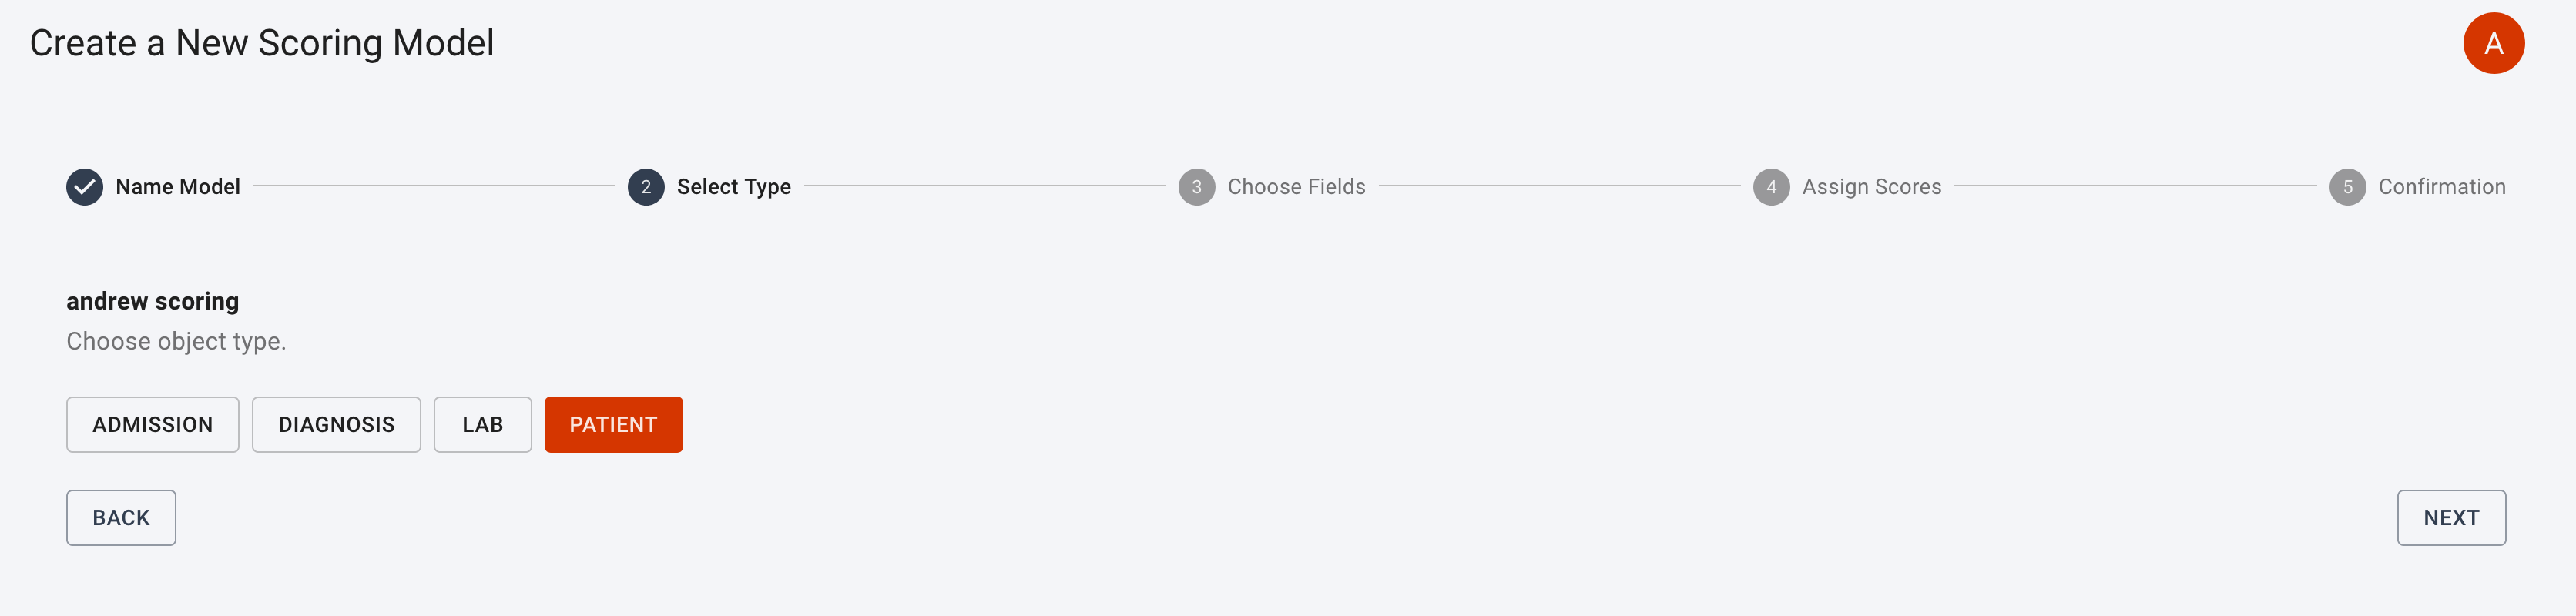 Create a New Scoring Model
A
Name Model
2 Select Type
3 Choose Fields
4 Assign Scores
5 Confirmation
andrew scoring
Choose object type.
ADMISSION DIAGNOSIS LAB PATIENT
BACK
NEXT